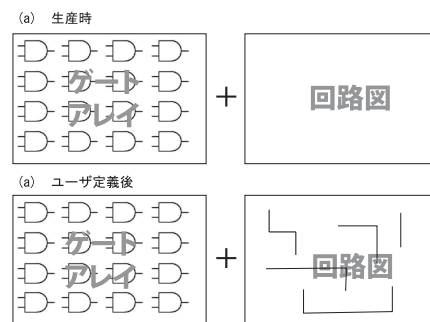 (a) 生産時
ゲート
アレイ
+
回路図
(a) ユーザ定義後
ゲート
アレイ
+
回路図